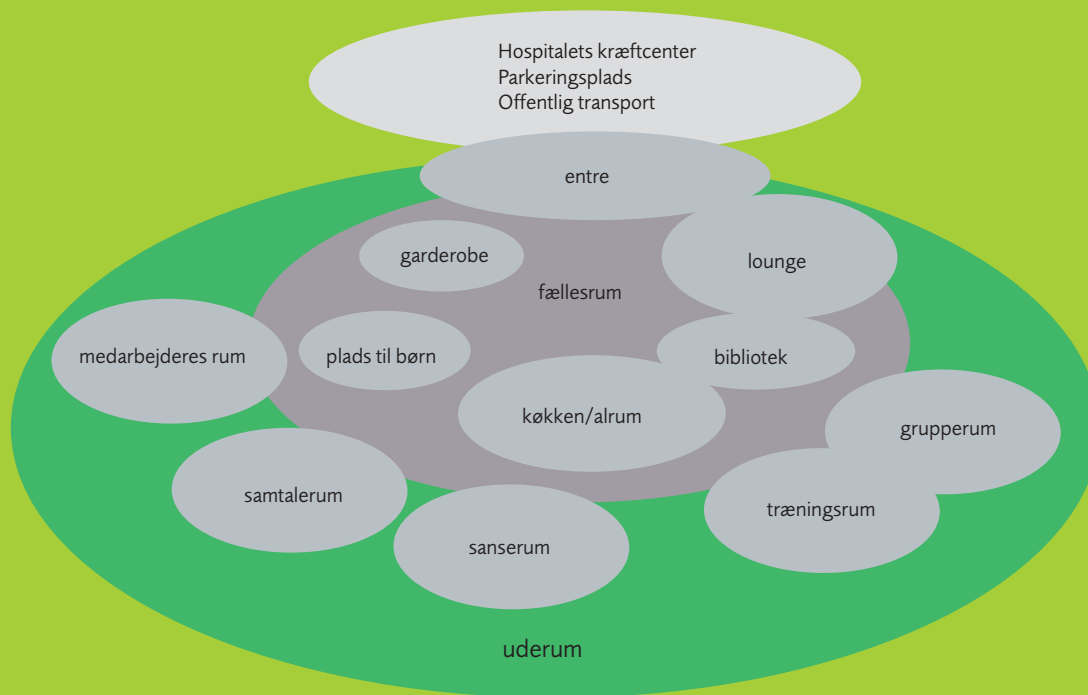 Hospitalets kræftcenter
Parkeringsplads
Offentlig transport
entre
garderobe
lounge
fællesrum
medarbejderes rum
plads til børn
bibliotek
køkken/alrum
grupperum
samtalerum
træningsrum
sanserum
uderum